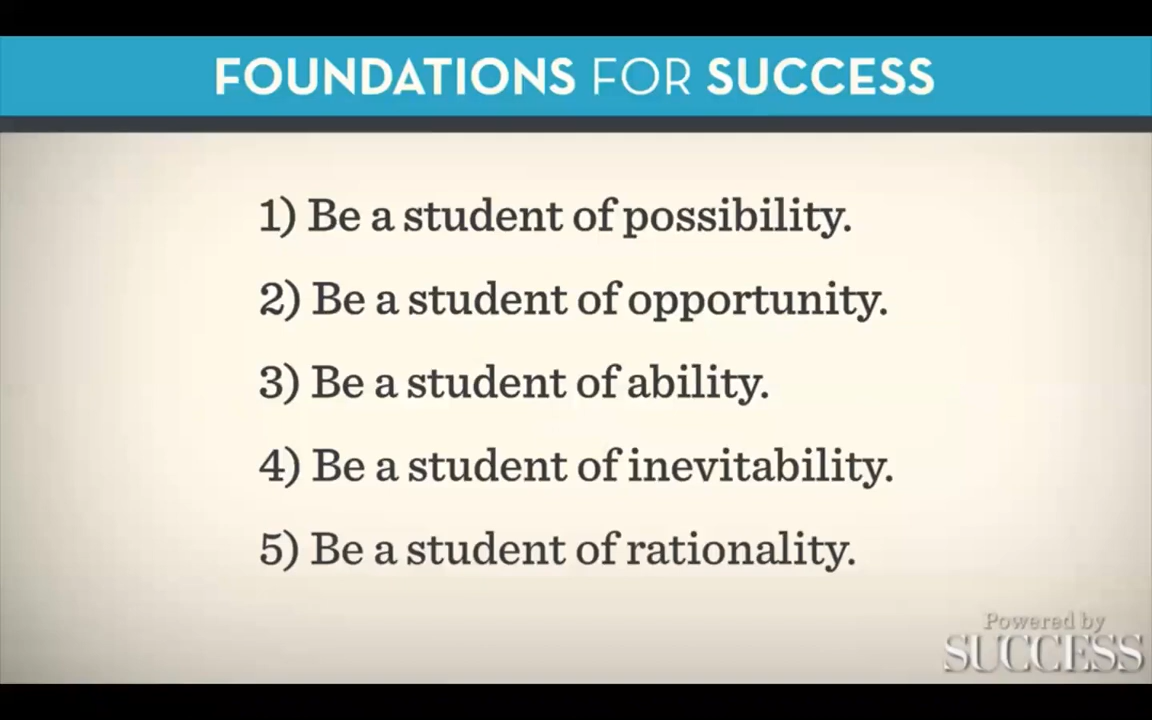 FOUNDATIONS FOR SUCCESS
1) Be a student of possibility.
2) Be a student of opportunity.
3) Be a student of ability.
4) Be a student of inevitability.
5) Be a student of rationality.
Powered by
SUCCESS